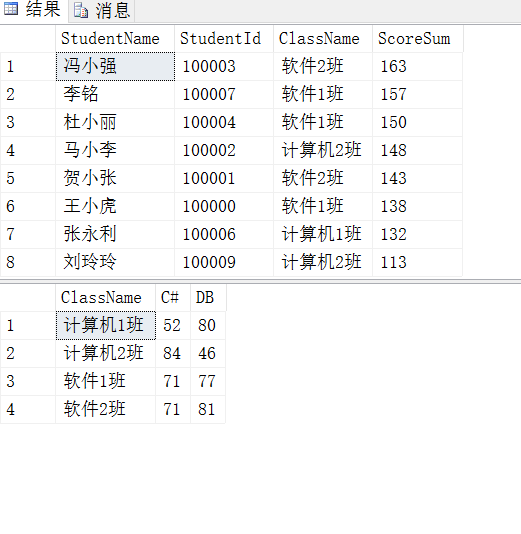 结果 消息
StudentName StudentId ClassName ScoreSum
1 冯小强 100003 软件2班 163
2 李铭 100007 软件1班 157
3 杜小丽 100004 软件1班 150
4 马小李 100002 计算机2班 148
5 贺小张 100001 软件2班 143
6 王小虎 100000 软件1班 138
7 张永利 100006 计算机1班 132
8 刘玲玲 100009 计算机2班 113
ClassName C# DB
1 计算机1班 52 80
2 计算机2班 84 46
3 软件1班 71 77
4 软件2班 71 81